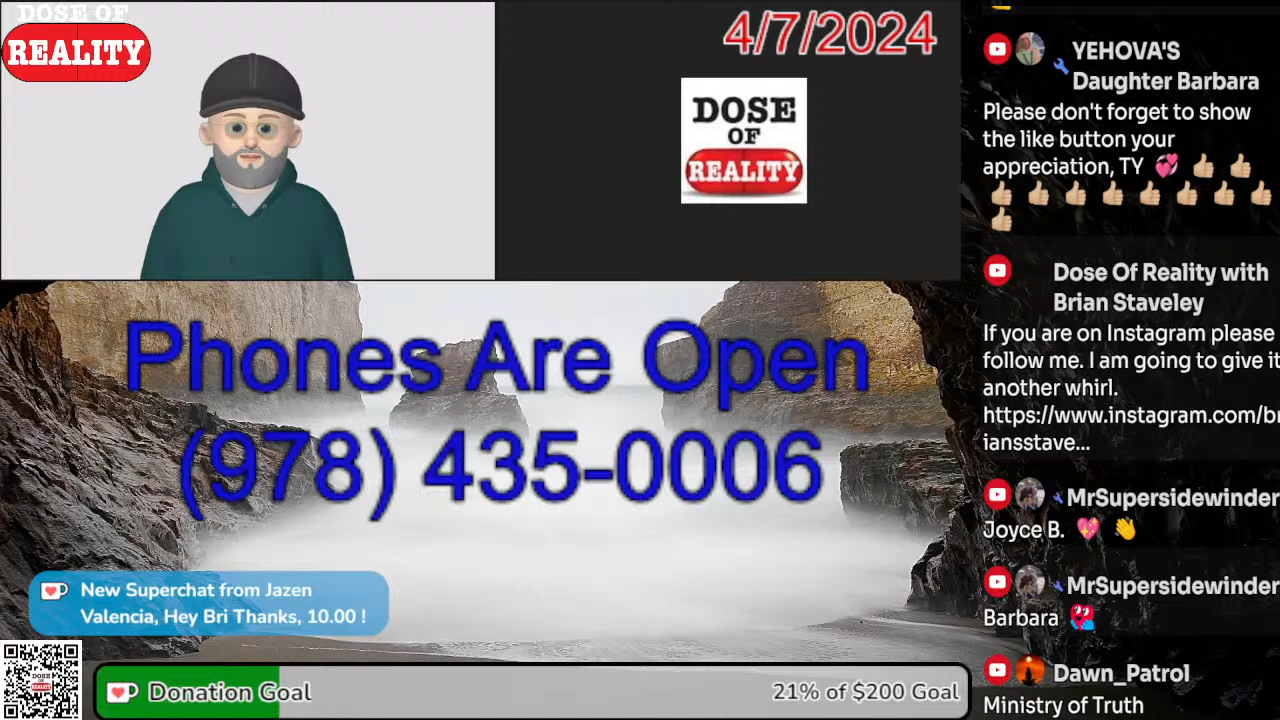 DOSE OF
REALITY
4/7/2024
DOSE
OF
REALITY
Phones Are Open
(978) 435-0006
New Superchat from Jazen
Valencia, Hey Bri Thanks, 10.00 !
Donation Goal
21% of $200 Goal
YEHOVA'S
Daughter Barbara
Please don't forget to show
the like button your
appreciation, TY 💞 👍🏼 👍🏼
👍🏼 👍🏼 👍🏼 👍🏼 👍🏼 👍🏼 👍🏼 👍🏼
👍🏼
Dose Of Reality with
Brian Staveley
If you are on Instagram please
follow me. I am going to give it
another whirl.
https://www.instagram.com/br
iansstave...
MrSupersidewinder
Joyce B. 💖 👋
MrSupersidewinder
Barbara
Dawn_Patrol
Ministry of Truth